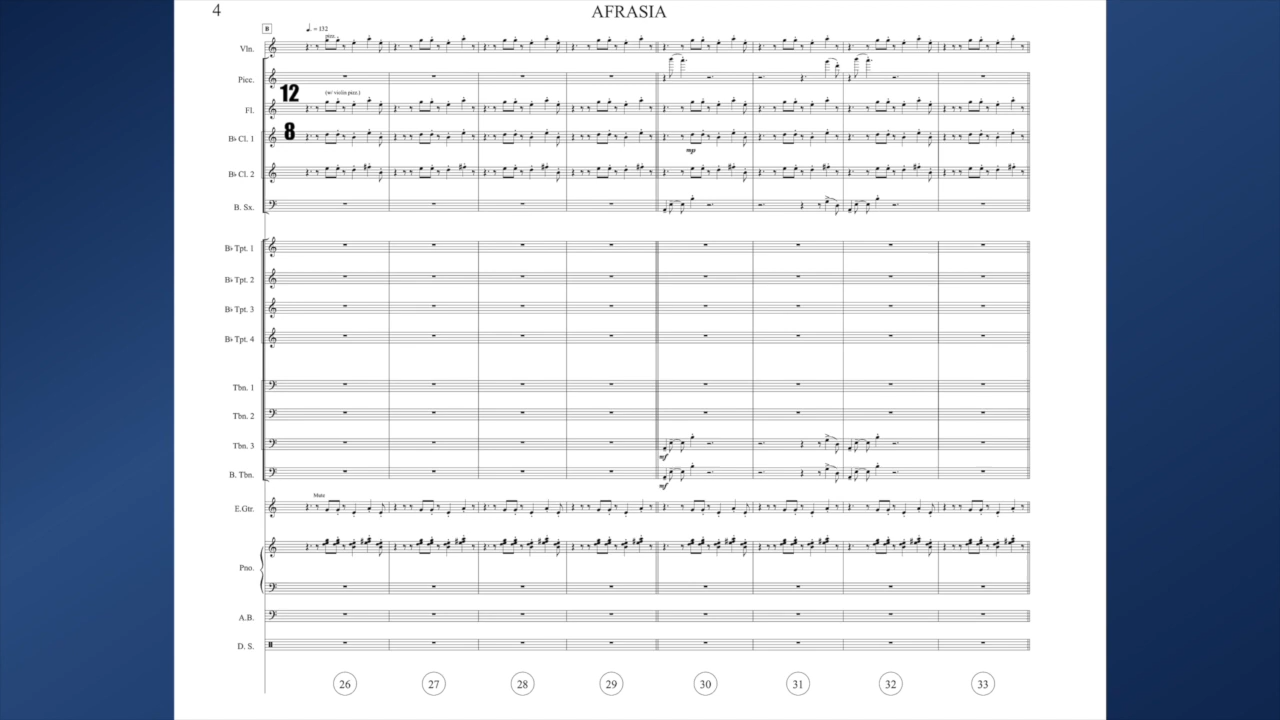 4
AFRASIA
B
♩. = 152
pizz.
Vln.
Picc.
12
8
(w/ violin pizz.)
Fl.
B♭ Cl. 1
mp
B♭ Cl. 2
B. Sx.
B♭ Tpt. 1
B♭ Tpt. 2
B♭ Tpt. 3
B♭ Tpt. 4
Tbn. 1
Tbn. 2
Tbn. 3
mf
B. Tbn.
mf
Mute
E.Gtr.
Pno.
A.B.
D. S.
26 27 28 29 30 31 32 33